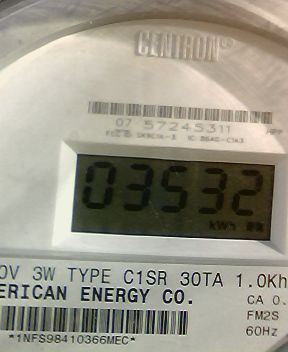 CENTRON®
07 57245311
03532
kWh
0V 3W TYPE C1SR 30TA 1.0Kh
ERICAN ENERGY CO.
CA 0.
FM2S
*1NFS98410366MEC*
60Hz